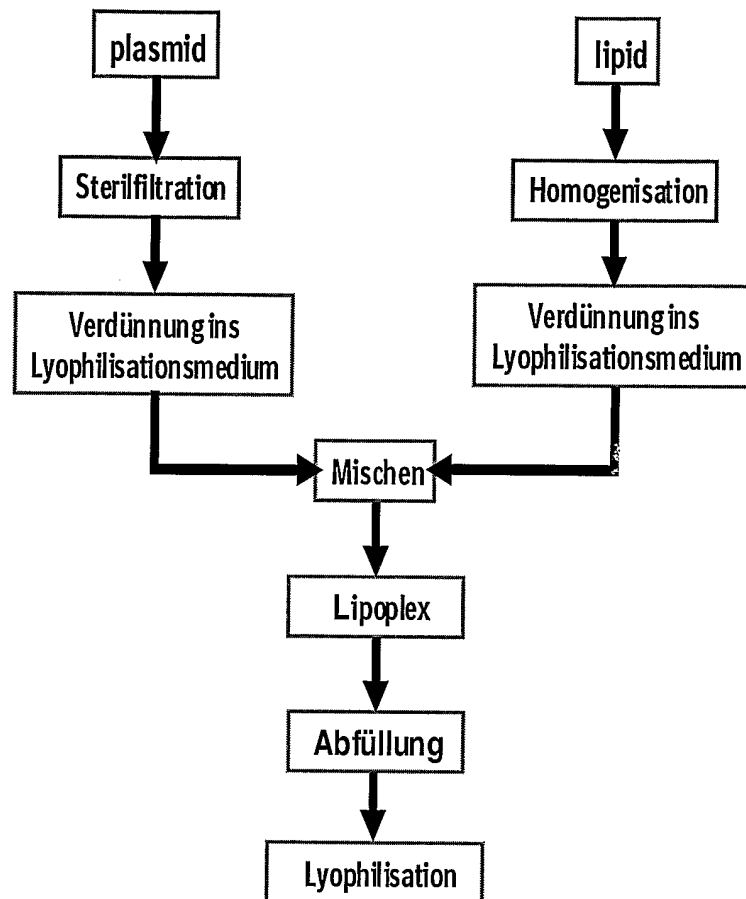 plasmid
lipid
Sterilfiltration
Homogenisation
Verdünnung ins
Lyophilisationsmedium
Verdünnung ins
Lyophilisationsmedium
Mischen
Lipoplex
Abfüllung
Lyophilisation